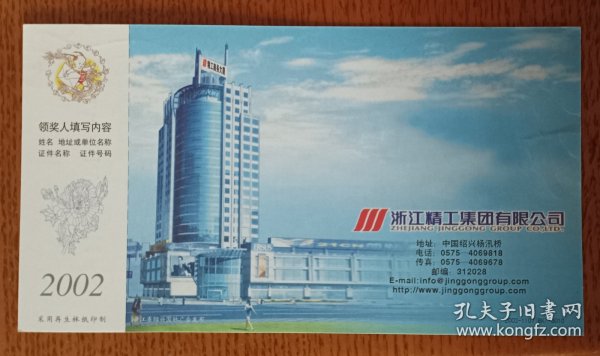 领奖人填写内容
姓名 地址或单位名称
证件名称 证件号码
2002
采用再生林纸印制
浙江精工集团有限公司
ZHEJIANG JINGGONG GROUP CO.LTD.
地址: 中国绍兴杨汛桥
电话: 0575 4069818
传真: 0575 4069678
邮编: 312028
E-mail:info@jinggonggroup.com
http://www.jinggonggroup.com
孔夫子旧书网
www.kongfz.com